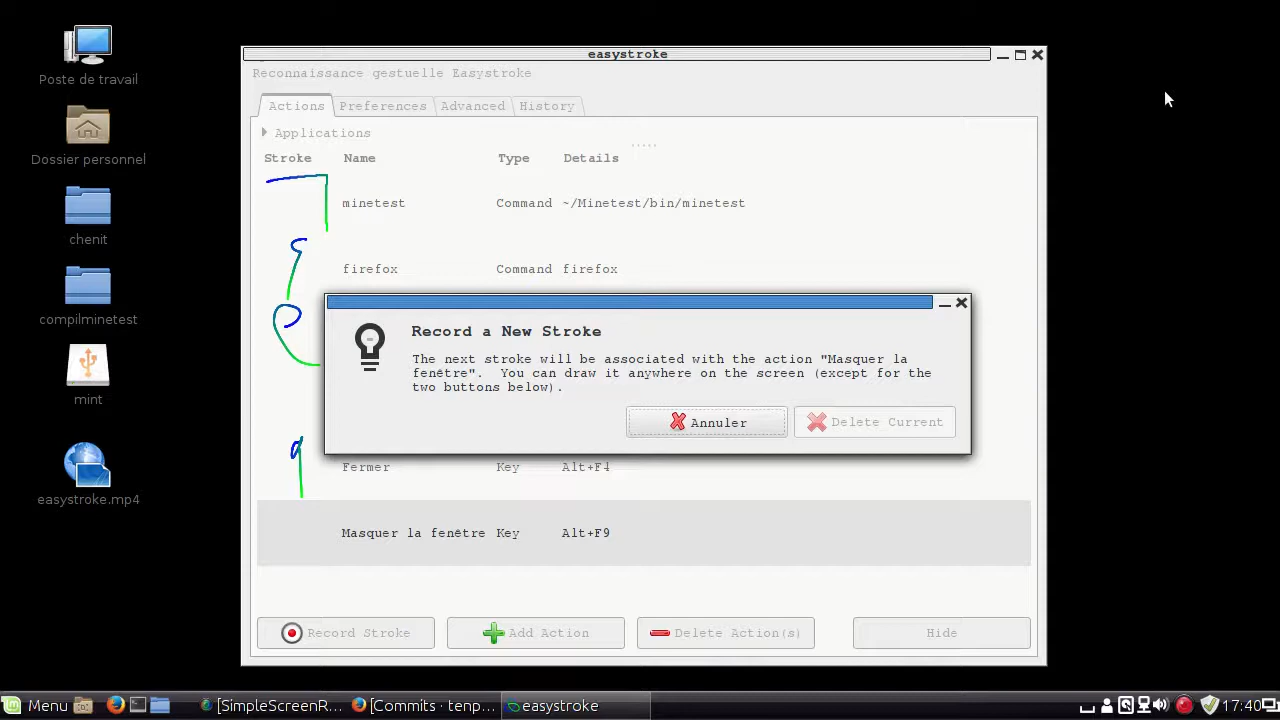 Poste de travail
Dossier personnel
chenit
compilminetest
mint
easystroke.mp4
easystroke
Reconnaissance gestuelle Easystroke
Actions Preferences Advanced History
Applications
Stroke Name Type Details
minetest Command ~/Minetest/bin/minetest
firefox Command firefox
Record a New Stroke
The next stroke will be associated with the action "Masquer la
fenêtre". You can draw it anywhere on the screen (except for the
two buttons below).
Annuler Delete Current
Fermer Key Alt+F4
Masquer la fenêtre Key Alt+F9
Record Stroke Add Action Delete Action(s) Hide
Menu [SimpleScreenR... [Commits · tenp... easystroke 17:40